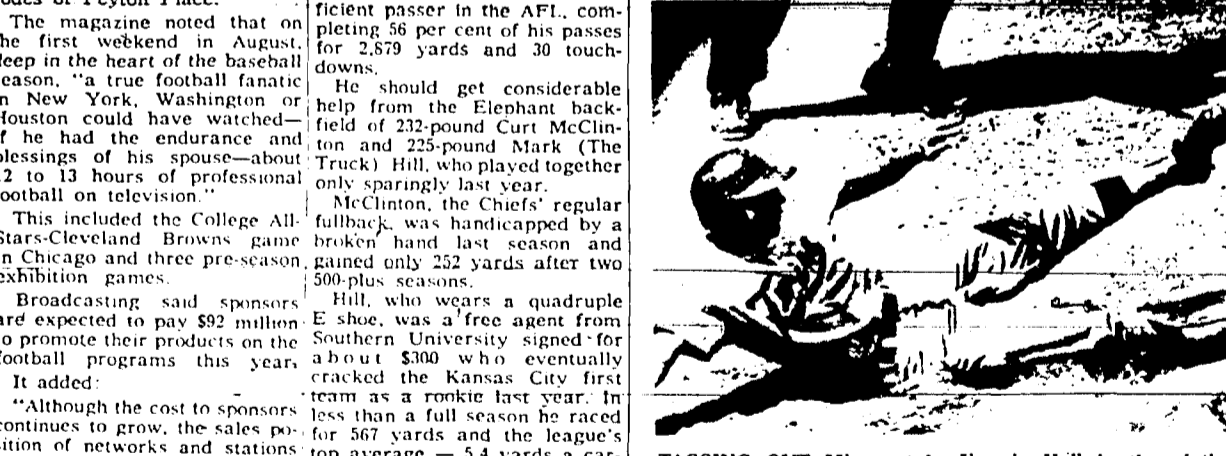 The magazine noted that on
he first weekend in August,
deep in the heart of the baseball
eason, "a true football fanatic
n New York, Washington or
Houston could have watched—
f he had the endurance and
blessings of his spouse—about
12 to 13 hours of professional
football on television."
This included the College All-
Stars-Cleveland Browns game
n Chicago and three pre-season
exhibition games.
Broadcasting said sponsors
are expected to pay $92 million
o promote their products on the
football programs this year.
It added:
"Although the cost to sponsors
continues to grow, the sales po-
sition of networks and stations
ficient passer in the AFL, com-
pleting 56 per cent of his passes
for 2,879 yards and 30 touch-
downs.
He should get considerable
help from the Elephant back-
field of 232-pound Curt McClin-
ton and 225-pound Mark (The
Truck) Hill, who played together
only sparingly last year.
McClinton, the Chiefs' regular
fullback, was handicapped by a
broken hand last season and
gained only 252 yards after two
500-plus seasons.
Hill, who wears a quadruple
E shoe, was a free agent from
Southern University signed for
about $300 who eventually
cracked the Kansas City first
team as a rookie last year. In
less than a full season he raced
for 567 yards and the league's
top average — 5.4 yards a car-